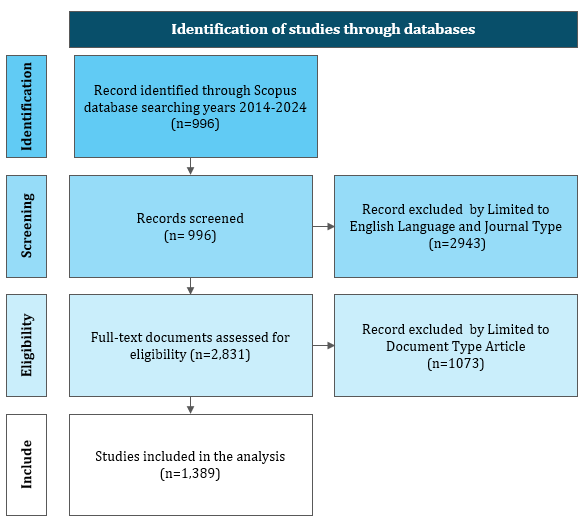 Identification of studies through databases
Identification
Record identified through Scopus
database searching years 2014-2024
(n=996)
Screening
Records screened
(n= 996)
Record excluded by Limited to
English Language and Journal Type
(n=2943)
Eligibility
Full-text documents assessed for
eligibility (n=2,831)
Record excluded by Limited to
Document Type Article
(n=1073)
Include
Studies included in the analysis
(n=1,389)